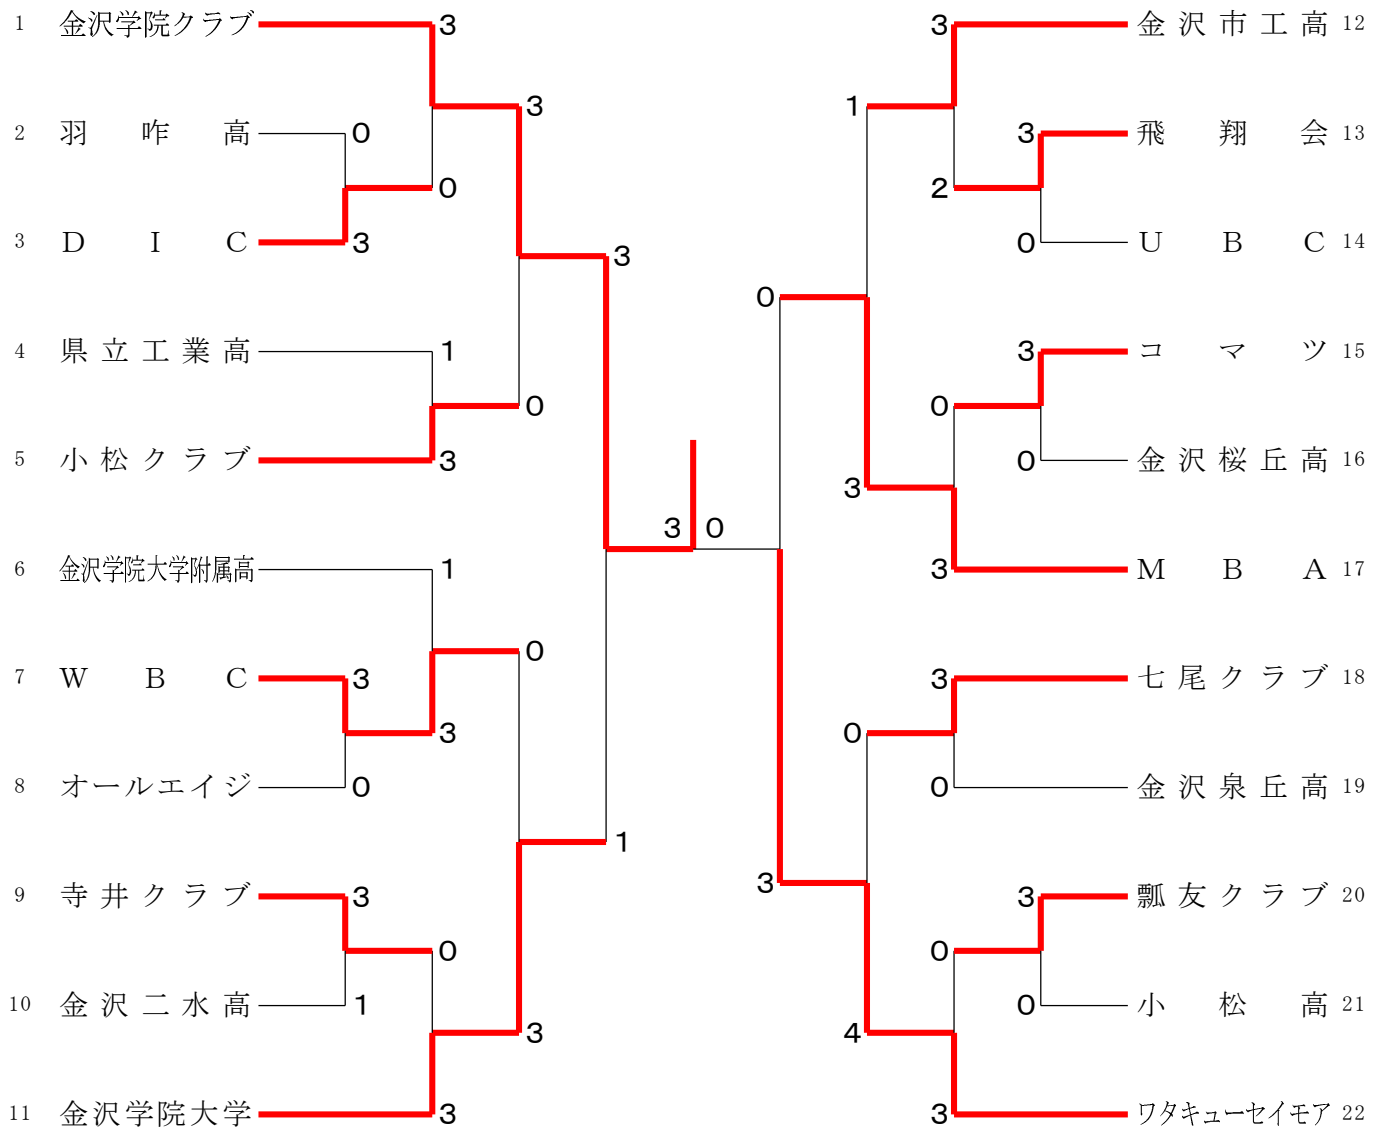 1 金沢学院クラブ 3
3 金沢市工高 12
3
1
2 羽咋高 0
3 飛翔会 13
0
2
3 DIC 3
0 UBC 14
3
0
4 県立工業高 1
3 コマツ 15
0
0
5 小松クラブ 3
0 金沢桜丘高 16
3
3 0
6 金沢学院大学附属高 1
3 MBA 17
0
7 WBC 3
3 七尾クラブ 18
3
0
8 オールエイジ 0
0 金沢泉丘高 19
1
3
9 寺井クラブ 3
3 瓢友クラブ 20
0
0
10 金沢二水高 1
0 小松高 21
3
4
11 金沢学院大学 3
3 ワタキューセイモア 22